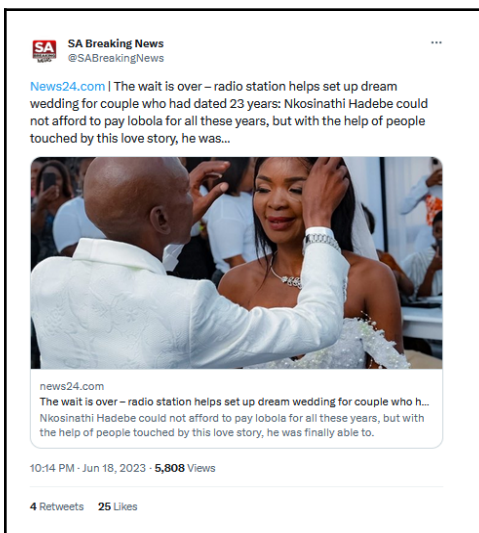 SA Breaking News
@SABreakingNews
News24.com | The wait is over – radio station helps set up dream
wedding for couple who had dated 23 years: Nkosinathi Hadebe could
not afford to pay lobola for all these years, but with the help of people
touched by this love story, he was...
news24.com
The wait is over – radio station helps set up dream wedding for couple who h...
Nkosinathi Hadebe could not afford to pay lobola for all these years, but with
the help of people touched by this love story, he was finally able to.
10:14 PM · Jun 18, 2023 · 5,808 Views
4 Retweets 25 Likes